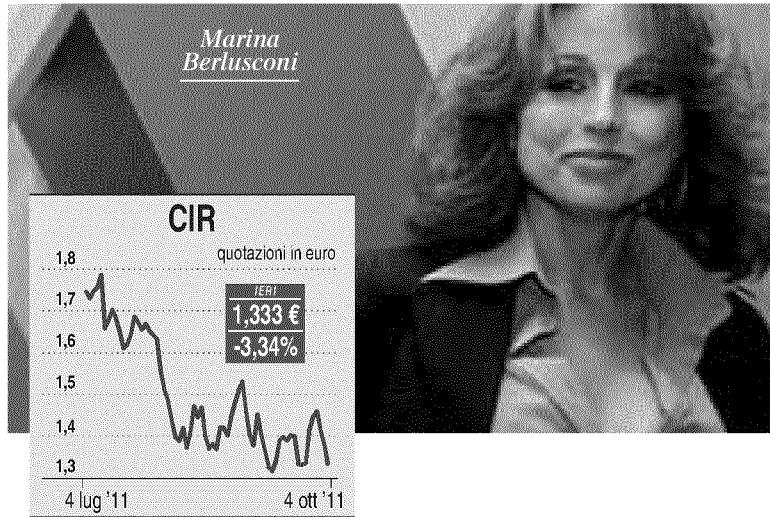 Marina
Berlusconi
CIR
quotazioni in euro
1,8
1,7
1,6
1,5
1,4
1,3
IERI
1,333 €
-3,34%
4 lug '11
4 ott '11